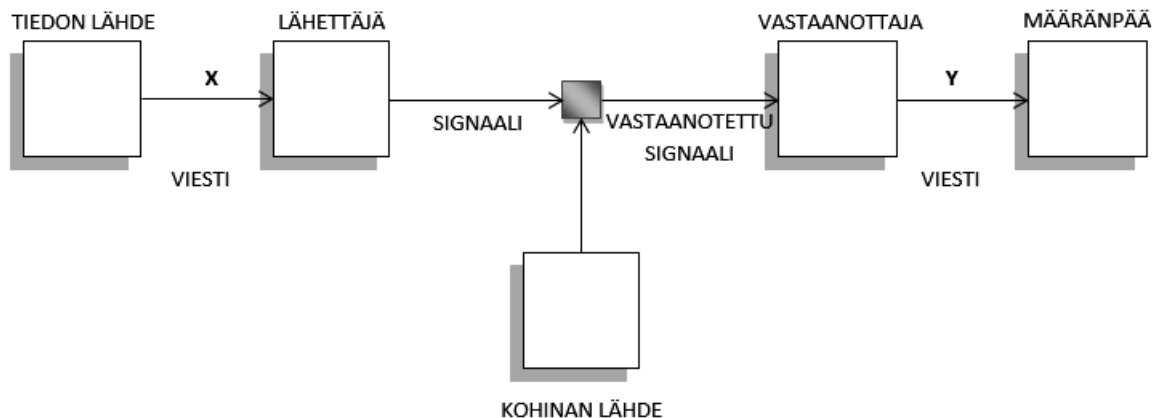 TIEDON LÄHDE
LÄHETTÄJÄ
VASTAANOTTAJA
MÄÄRÄNPÄÄ
X
Y
SIGNAALI
VASTAANOTETTU
SIGNAALI
VIESTI
VIESTI
KOHINAN LÄHDE